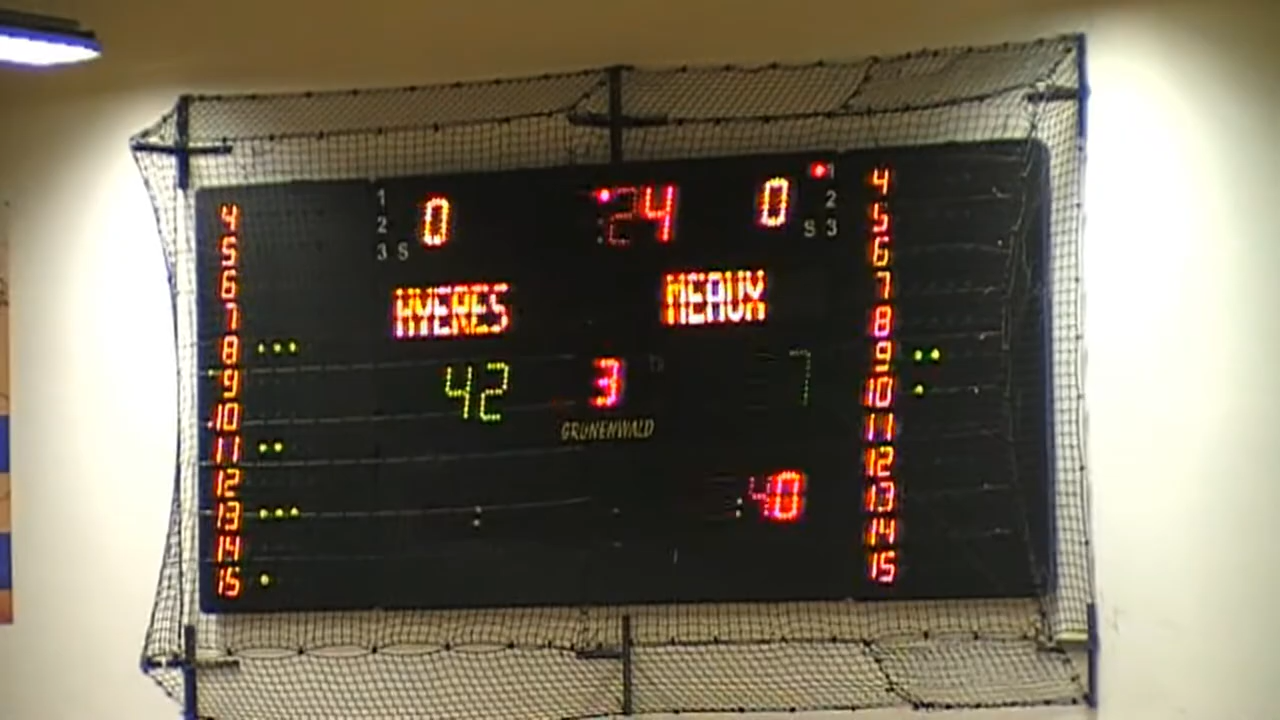 1 0 :24 0 1
2 2
3 S S 3
HYERES MEAUX
42 3 7
GRUNENWALD
:40
4 4
5 5
6 6
7 7
8 8
9 9
10 10
11 11
12 12
13 13
14 14
15 15